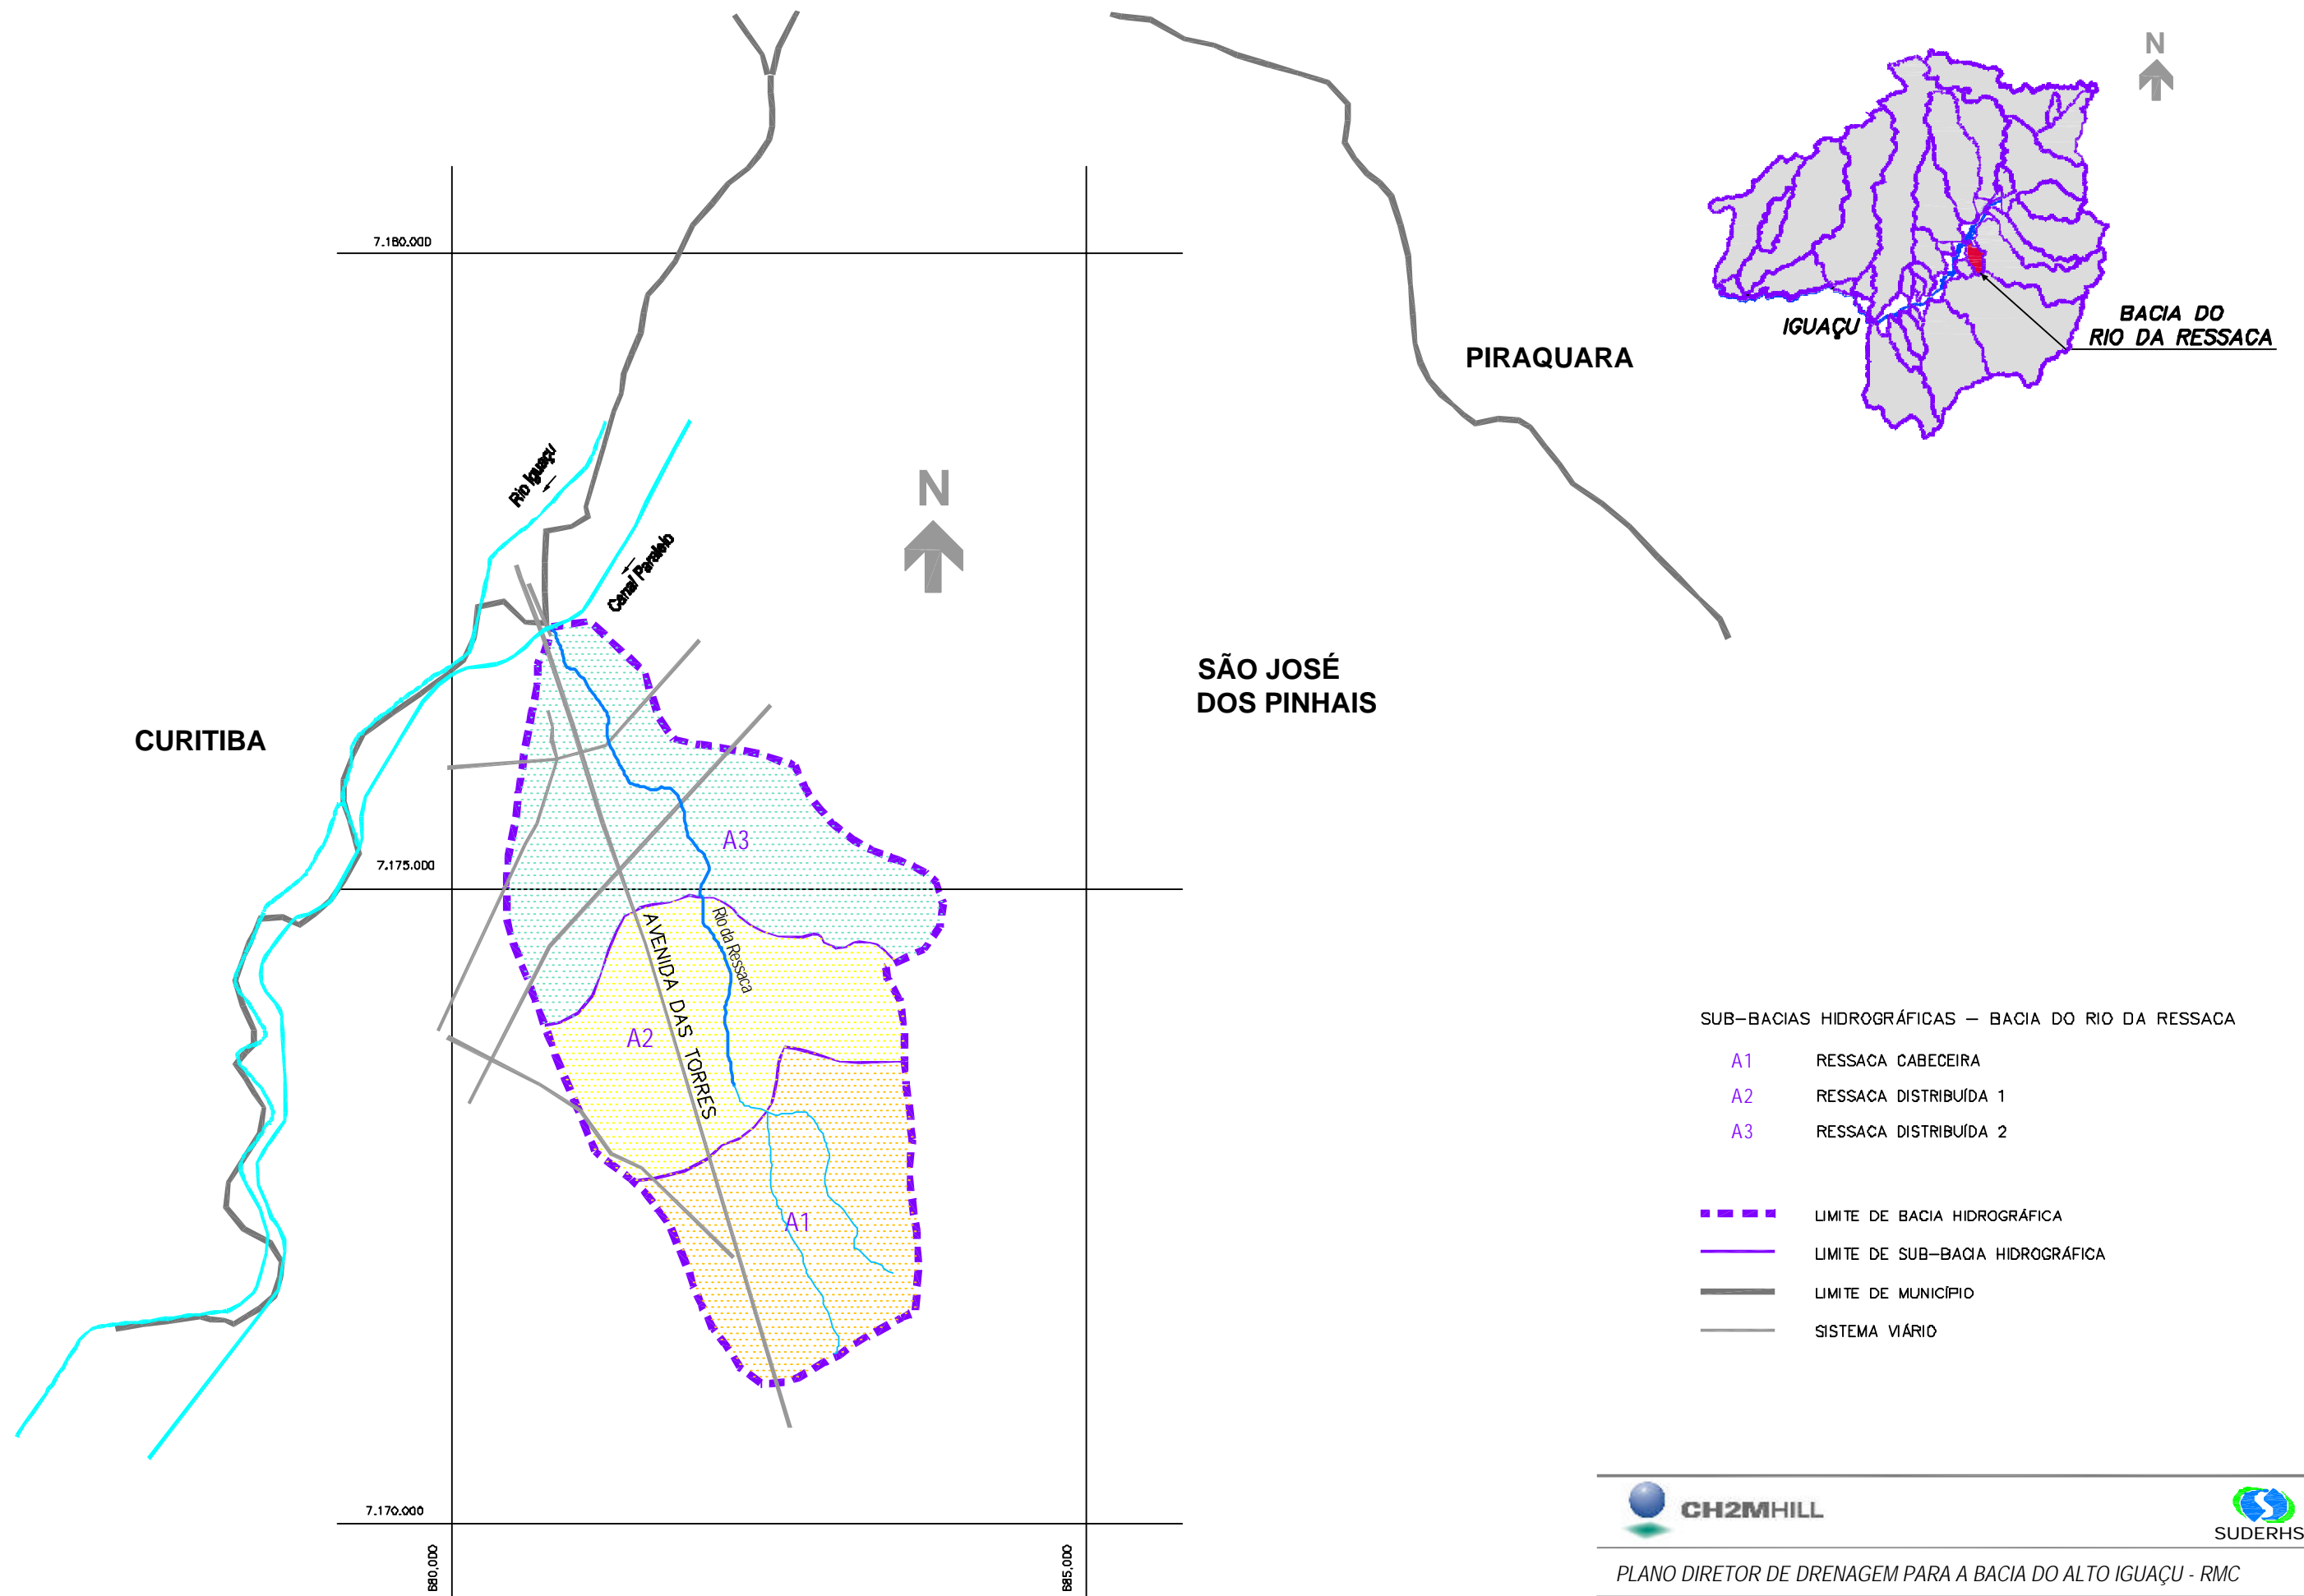 N
7.180.000
IGUAÇU
BACIA DO
RIO DA RESSACA
PIRAQUARA
Rio Iguaçu
N
Canal Paralelo
SÃO JOSÉ
DOS PINHAIS
CURITIBA
A3
7.175.000
AVENIDA DAS TORRES
Rio da Ressaca
A2
A1
SUB-BACIAS HIDROGRÁFICAS - BACIA DO RIO DA RESSACA
A1 RESSACA CABECEIRA
A2 RESSACA DISTRIBUÍDA 1
A3 RESSACA DISTRIBUÍDA 2
LIMITE DE BACIA HIDROGRÁFICA
LIMITE DE SUB-BACIA HIDROGRÁFICA
LIMITE DE MUNICÍPIO
SISTEMA VIÁRIO
7.170.000
680.000
685.000
CH2MHILL
SUDERHS
PLANO DIRETOR DE DRENAGEM PARA A BACIA DO ALTO IGUAÇU - RMC